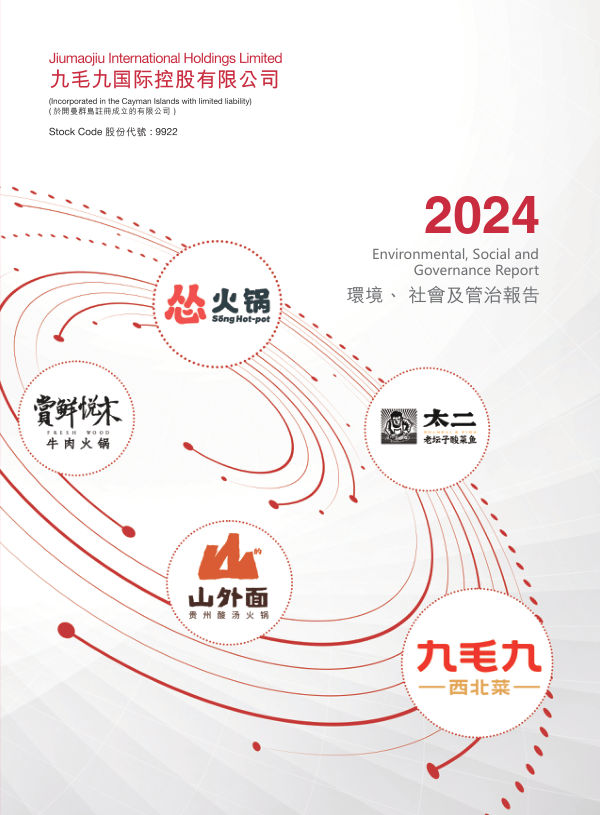 Jiumaojiu International Holdings Limited
九毛九国际控股有限公司
(Incorporated in the Cayman Islands with limited liability)
(於開曼群島註冊成立的有限公司)
Stock Code 股份代號 : 9922
2024
Environmental, Social and
Governance Report
環境、社會及管治報告
怂火锅
Sōng Hot-pot
賞鮮悦木
FRESH WOOD
牛肉火锅
太二
老坛子酸菜鱼
山的
山外面
贵州酸汤火锅
九毛九
西北菜